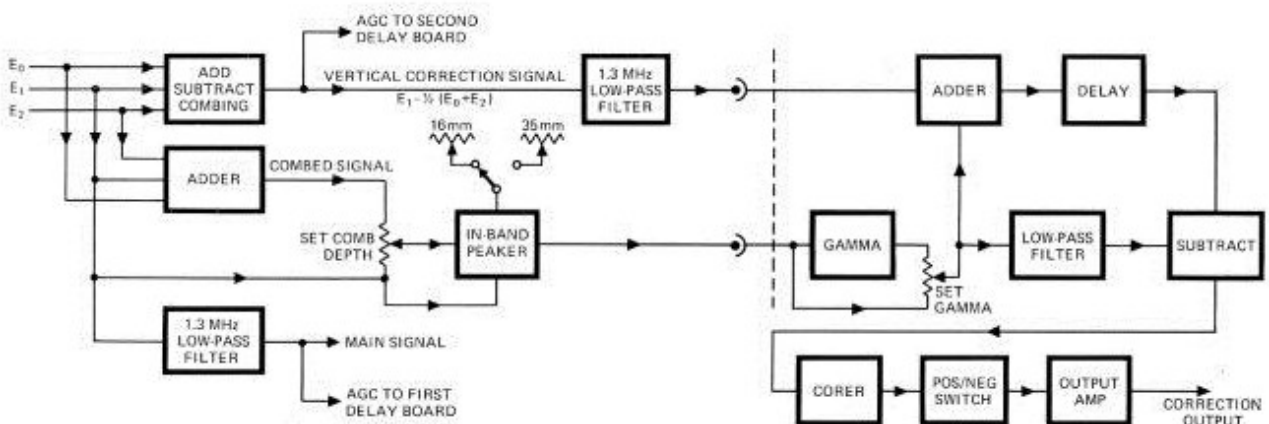 AGC TO SECOND
DELAY BOARD
E₀
E₁
E₂
ADD
SUBTRACT
COMBING
VERTICAL CORRECTION SIGNAL
E₁-½ (E₀+E₂)
1.3 MHz
LOW-PASS
FILTER
ADDER
DELAY
16mm
35mm
ADDER
COMBED SIGNAL
SET COMB
DEPTH
IN-BAND
PEAKER
GAMMA
SET
GAMMA
LOW-PASS
FILTER
SUBTRACT
1.3 MHz
LOW-PASS
FILTER
MAIN SIGNAL
AGC TO FIRST
DELAY BOARD
CORER
POS/NEG
SWITCH
OUTPUT
AMP
CORRECTION
OUTPUT